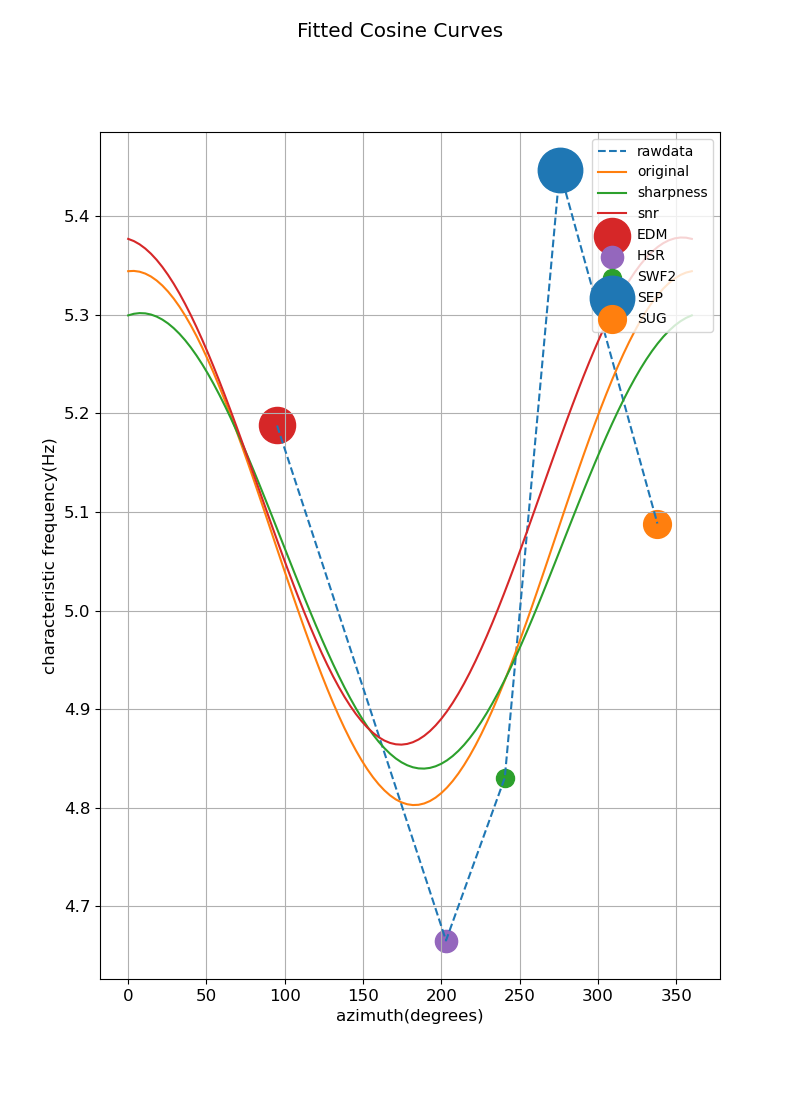 Fitted Cosine Curves
rawdata
original
sharpness
snr
EDM
HSR
SWF2
SEP
SUG
5.4
5.3
5.2
5.1
5.0
4.9
4.8
4.7
characteristic frequency(Hz)
0 50 100 150 200 250 300 350
azimuth(degrees)